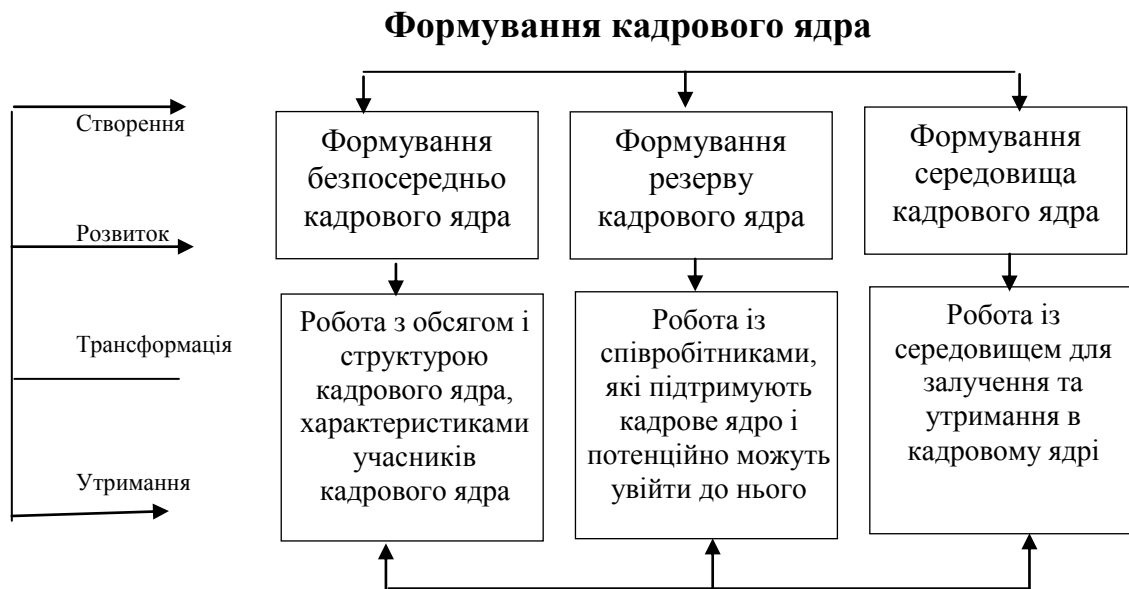 Формування кадрового ядра
Створення
Розвиток
Трансформація
Утримання
Формування
безпосередньо
кадрового ядра
Формування
резерву
кадрового ядра
Формування
середовища
кадрового ядра
Робота з обсягом і
структурою
кадрового ядра,
характеристиками
учасників
кадрового ядра
Робота із
співробітниками,
які підтримують
кадрове ядро і
потенційно можуть
увійти до нього
Робота із
середовищем для
залучення та
утримання в
кадровому ядрі